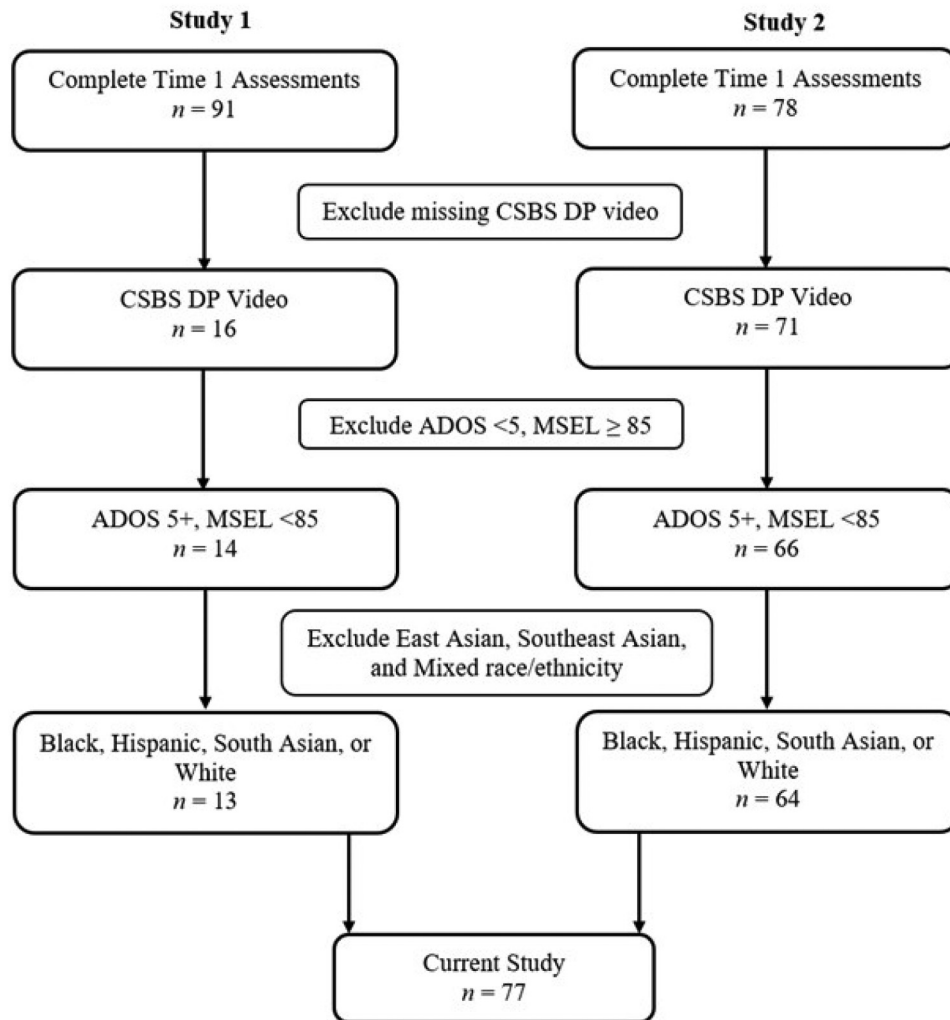 Study 1
Study 2
Complete Time 1 Assessments
n = 91
Complete Time 1 Assessments
n = 78
Exclude missing CSBS DP video
CSBS DP Video
n = 16
CSBS DP Video
n = 71
Exclude ADOS <5, MSEL ≥ 85
ADOS 5+, MSEL <85
n = 14
ADOS 5+, MSEL <85
n = 66
Exclude East Asian, Southeast Asian,
and Mixed race/ethnicity
Black, Hispanic, South Asian, or
White
n = 13
Black, Hispanic, South Asian, or
White
n = 64
Current Study
n = 77